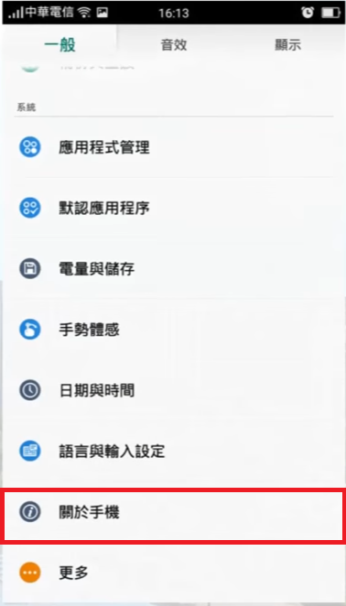 中華電信 16:13
一般 音效 顯示
系統
應用程式管理
默認應用程序
電量與儲存
手勢體感
日期與時間
語言與輸入設定
關於手機
更多